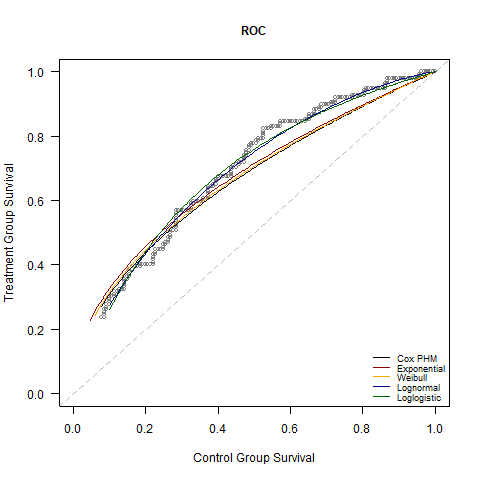 ROC
Treatment Group Survival
1.0
0.8
0.6
0.4
0.2
0.0
Cox PHM
Exponential
Weibull
Lognormal
Loglogistic
0.0 0.2 0.4 0.6 0.8 1.0
Control Group Survival